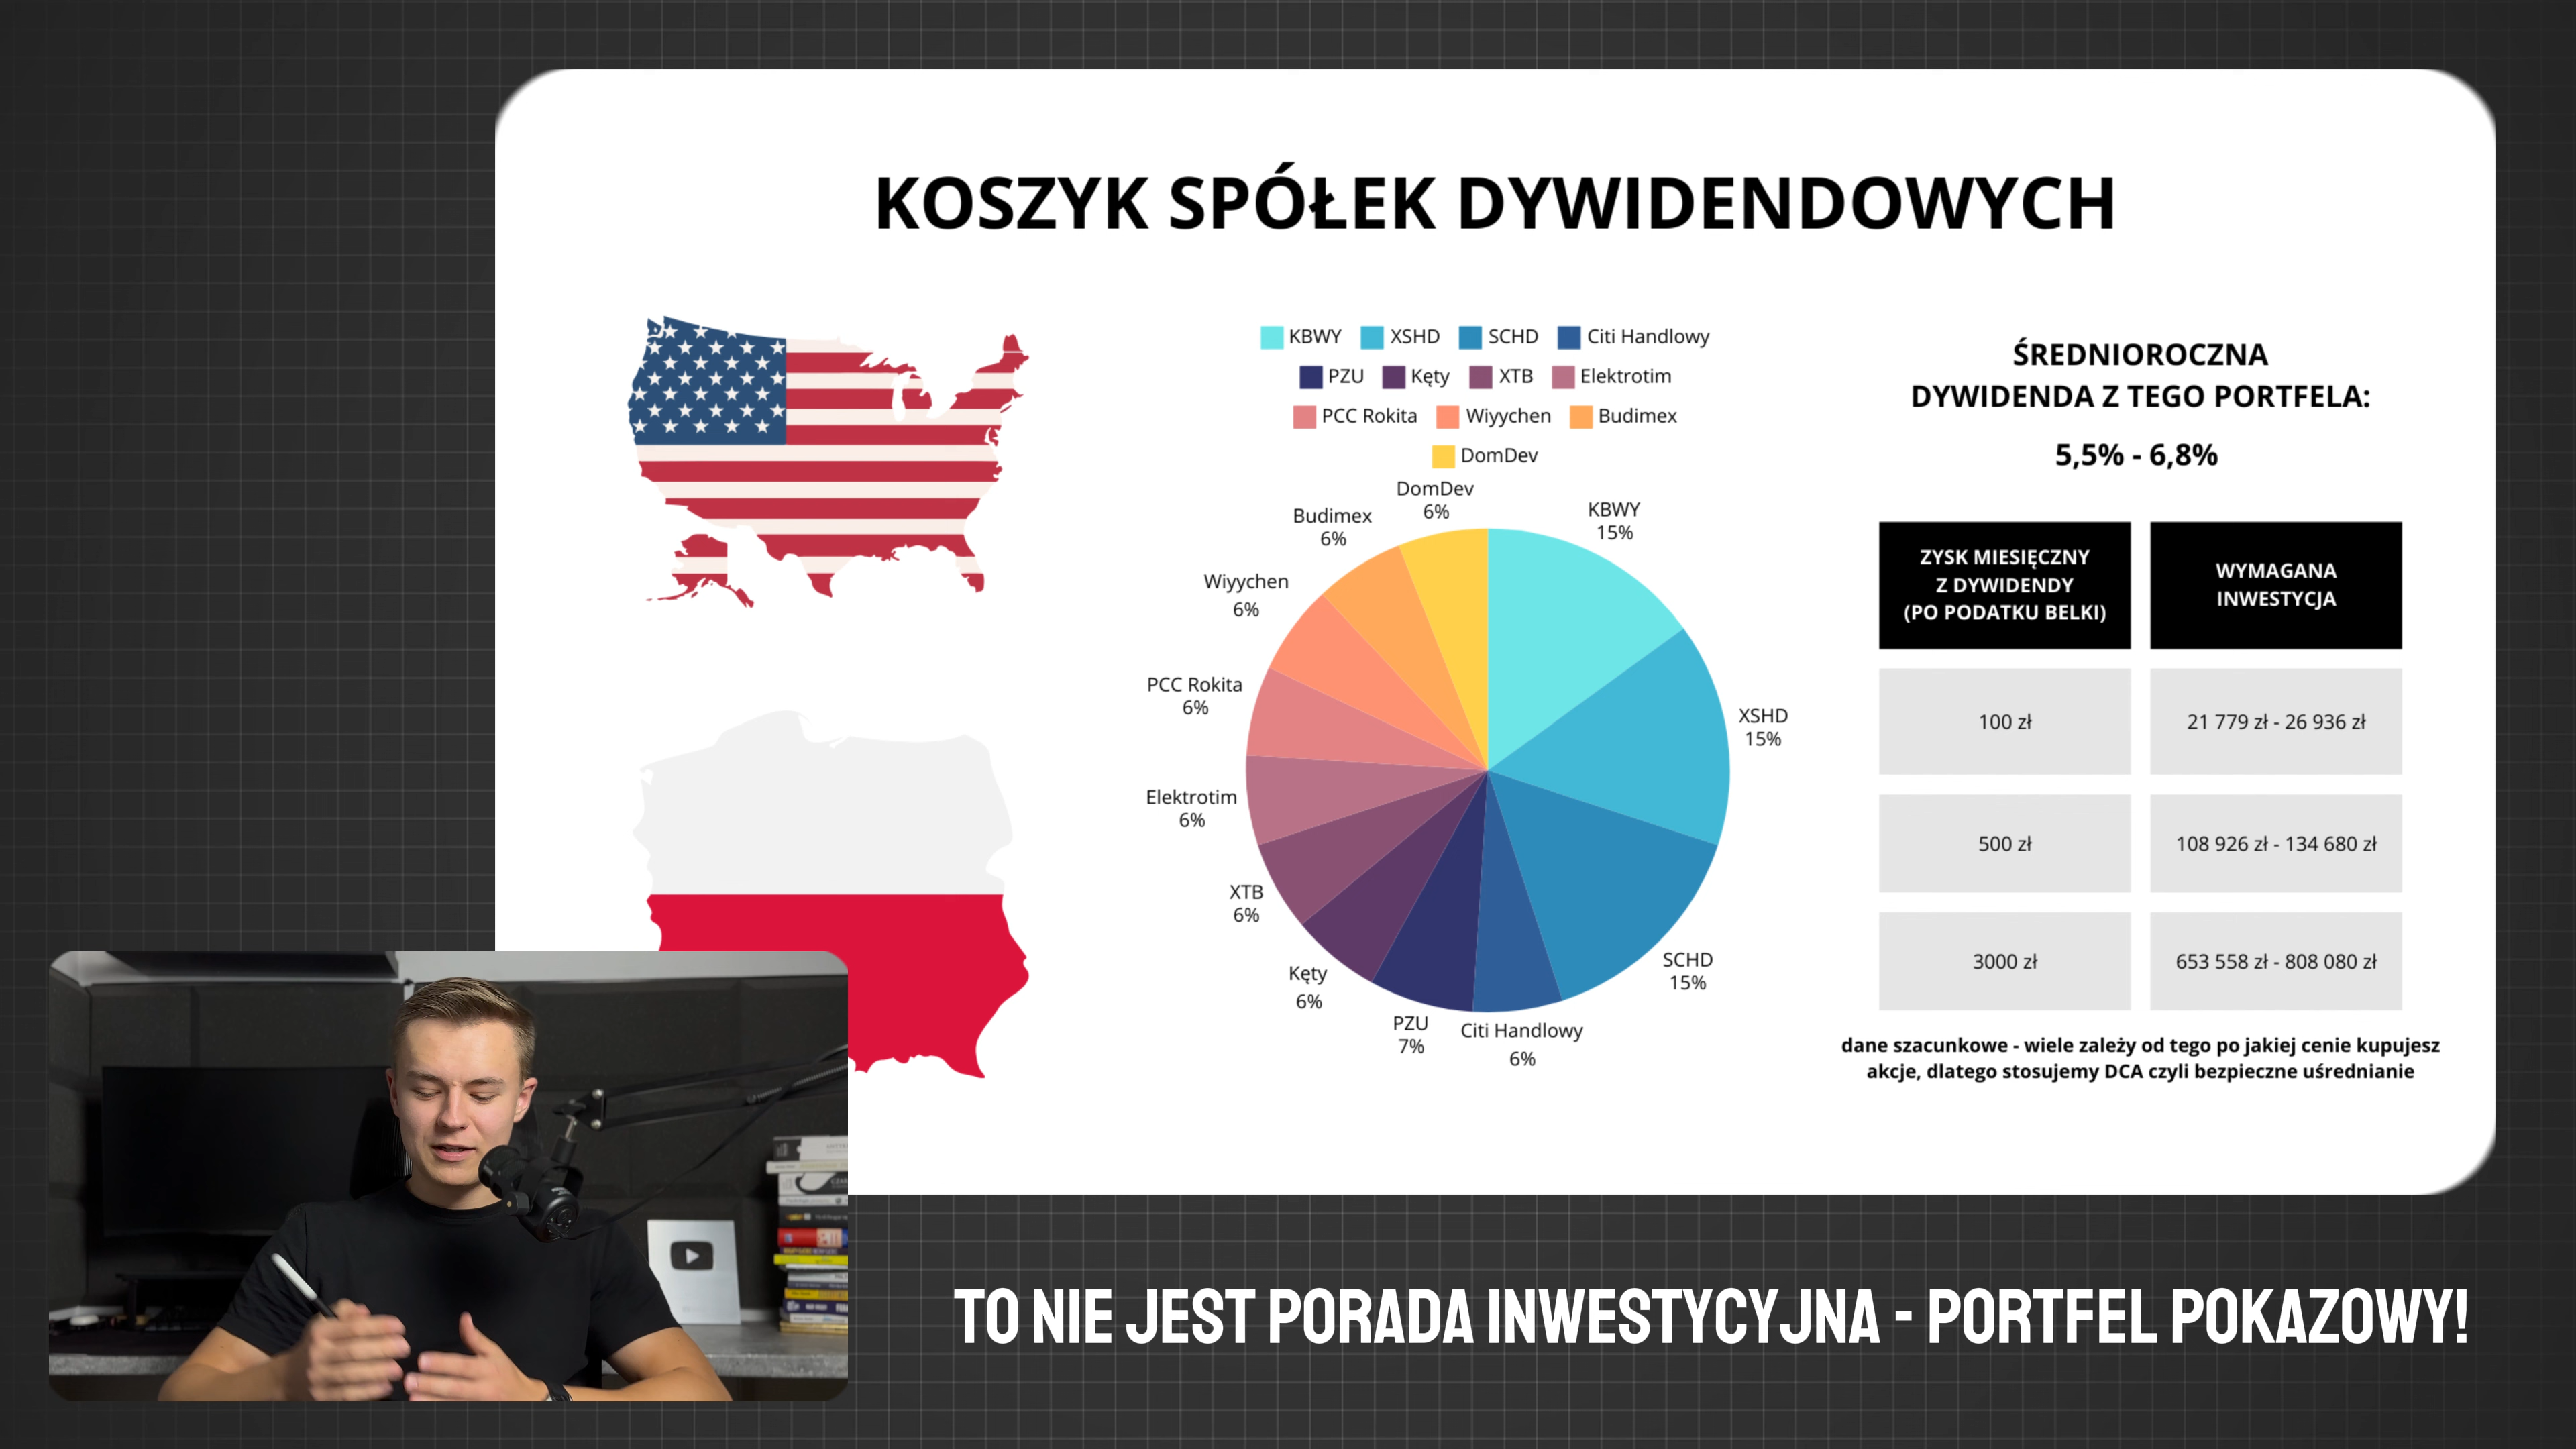 KOSZYK SPÓŁEK DYWIDENDOWYCH
KBWY XSHD SCHD Citi Handlowy
PZU Kęty XTB Elektrotim
PCC Rokita Wiyychen Budimex
DomDev
DomDev
6%
KBWY
15%
Budimex
6%
Wiyychen
6%
XSHD
15%
PCC Rokita
6%
Elektrotim
6%
XTB
6%
SCHD
15%
Kęty
6%
PZU
7%
Citi Handlowy
6%
ŚREDNIOROCZNA
DYWIDENDA Z TEGO PORTFELA:
5,5% - 6,8%
ZYSK MIESIĘCZNY
Z DYWIDENDY
(PO PODATKU BELKI)
WYMAGANA
INWESTYCJA
100 zł
21 779 zł - 26 936 zł
500 zł
108 926 zł - 134 680 zł
3000 zł
653 558 zł - 808 080 zł
dane szacunkowe - wiele zależy od tego po jakiej cenie kupujesz
akcje, dlatego stosujemy DCA czyli bezpieczne uśrednianie
TO NIE JEST PORADA INWESTYCYJNA - PORTFEL POKAZOWY!